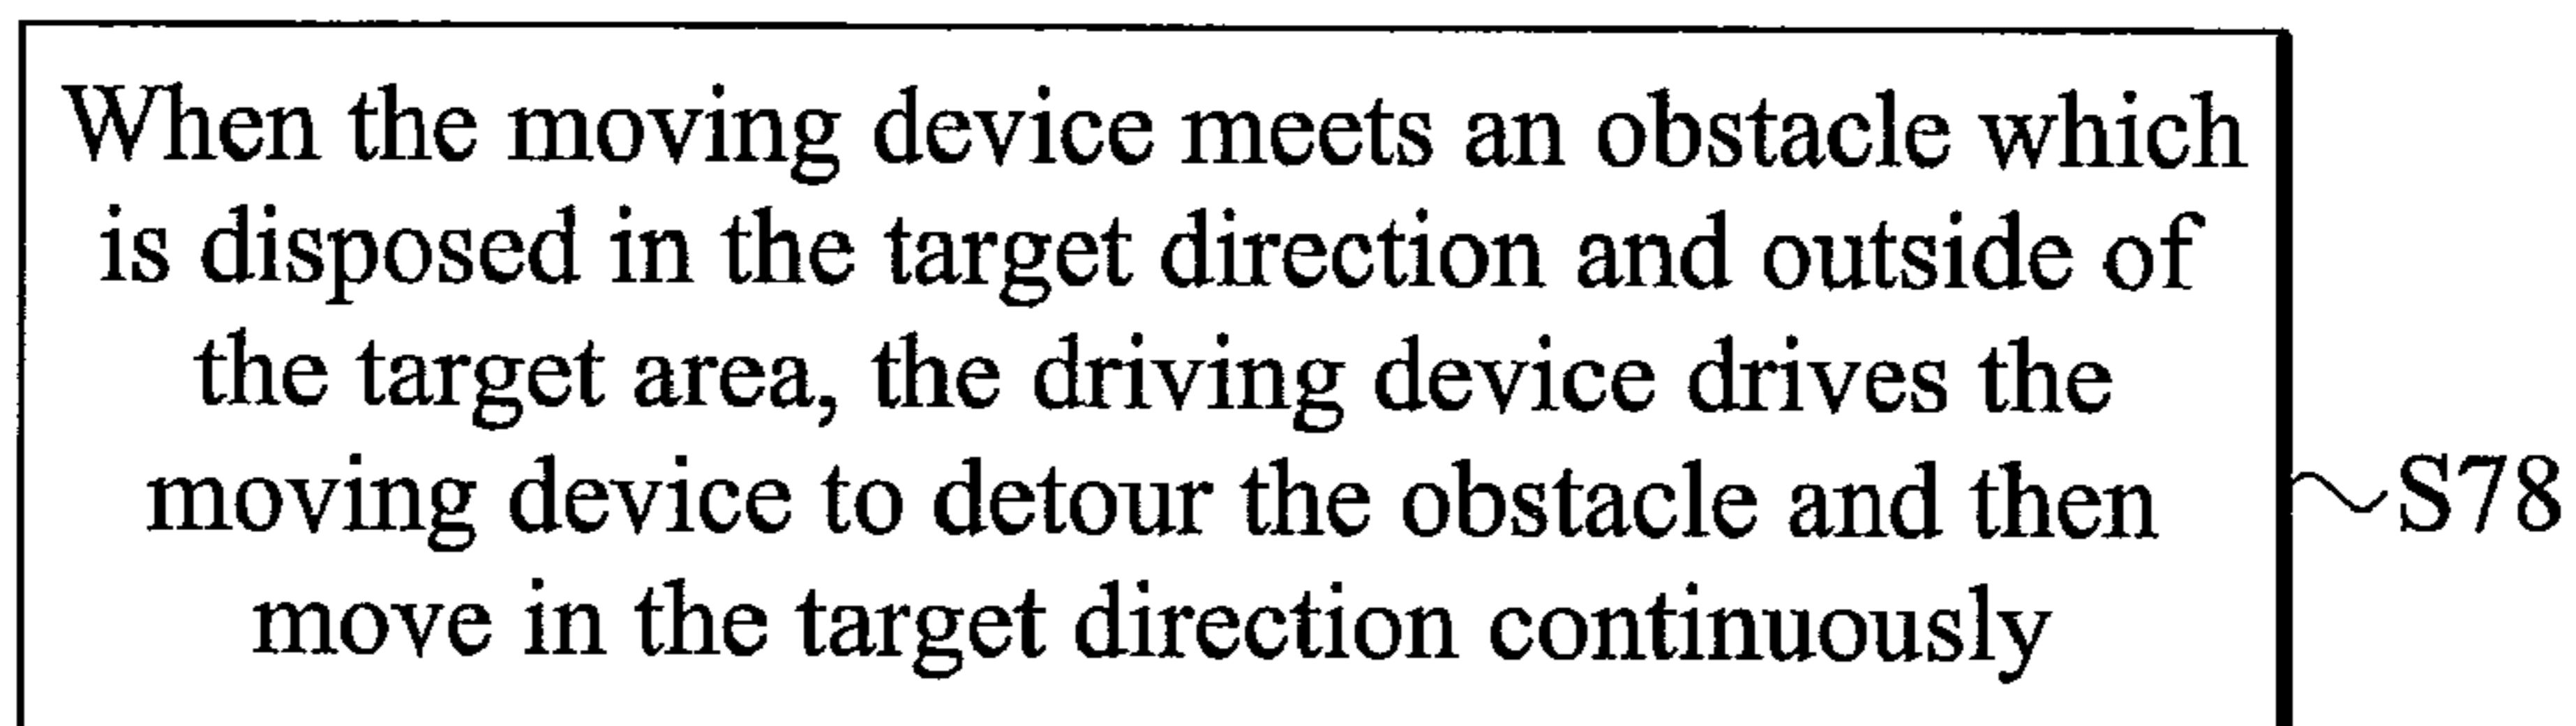 When the moving device meets an obstacle which
is disposed in the target direction and outside of
the target area, the driving device drives the
moving device to detour the obstacle and then
move in the target direction continuously
S78